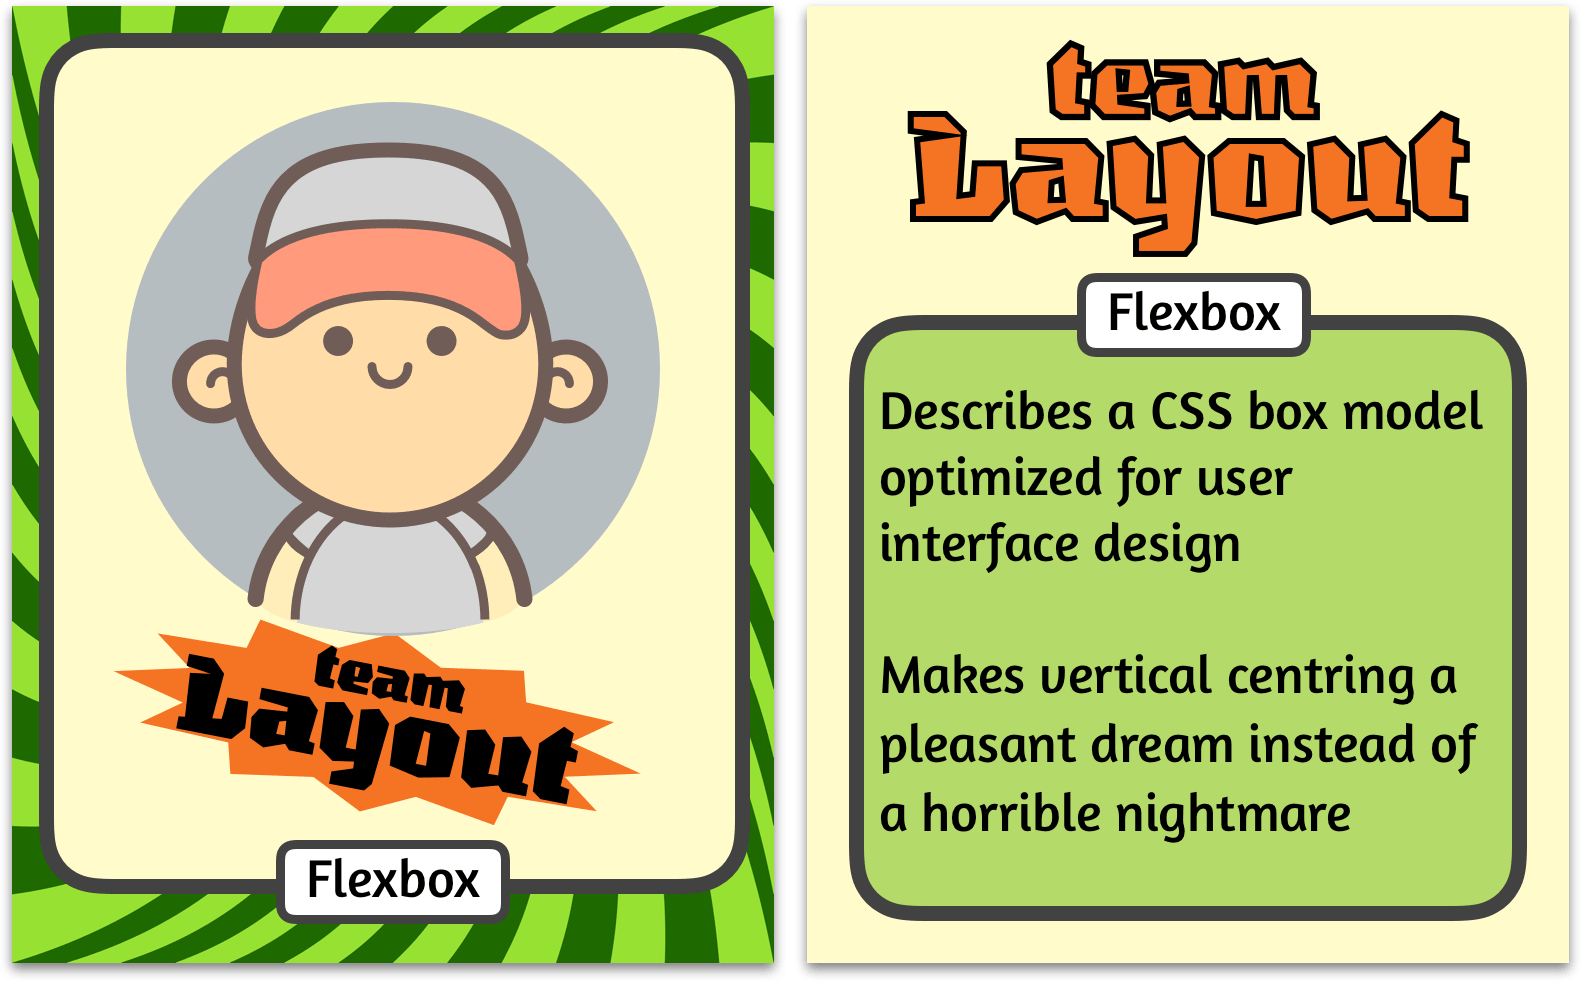 team
Layout
Flexbox
team
Layout
Flexbox
Describes a CSS box model
optimized for user
interface design
Makes vertical centring a
pleasant dream instead of
a horrible nightmare